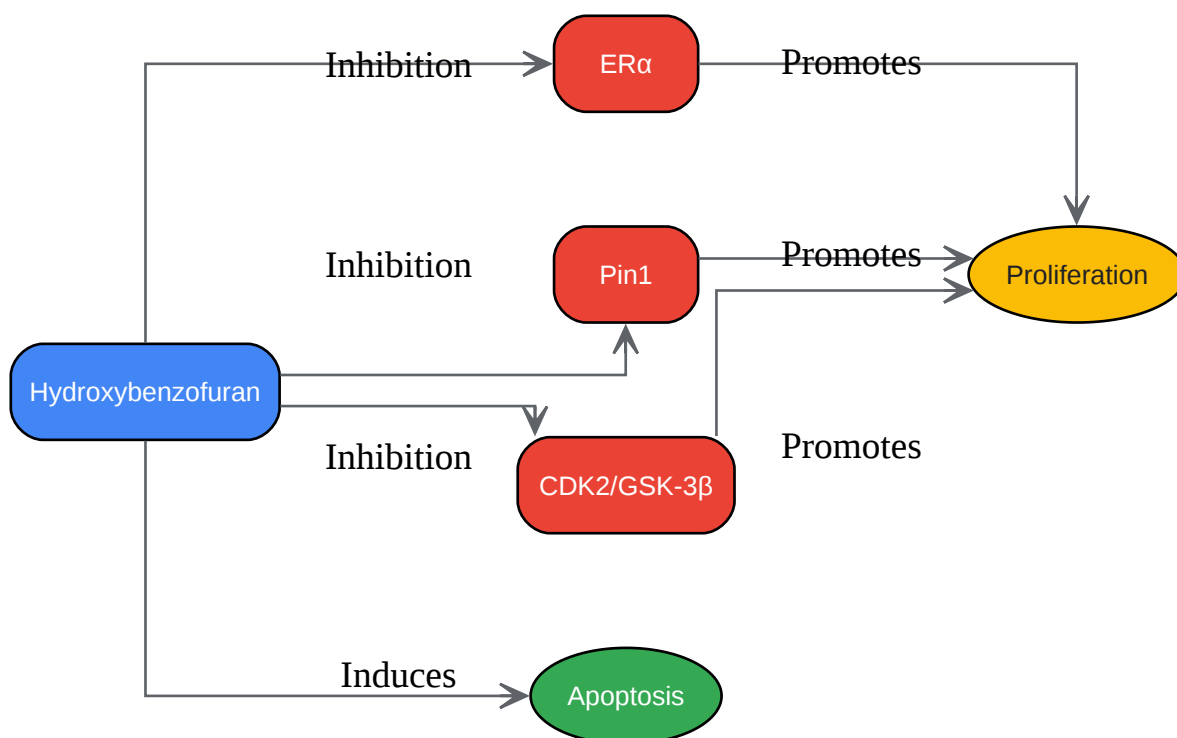 Inhibition
ERα
Promotes
Inhibition
Pin1
Promotes
Proliferation
Hydroxybenzofuran
Inhibition
CDK2/GSK-3β
Promotes
Induces
Apoptosis